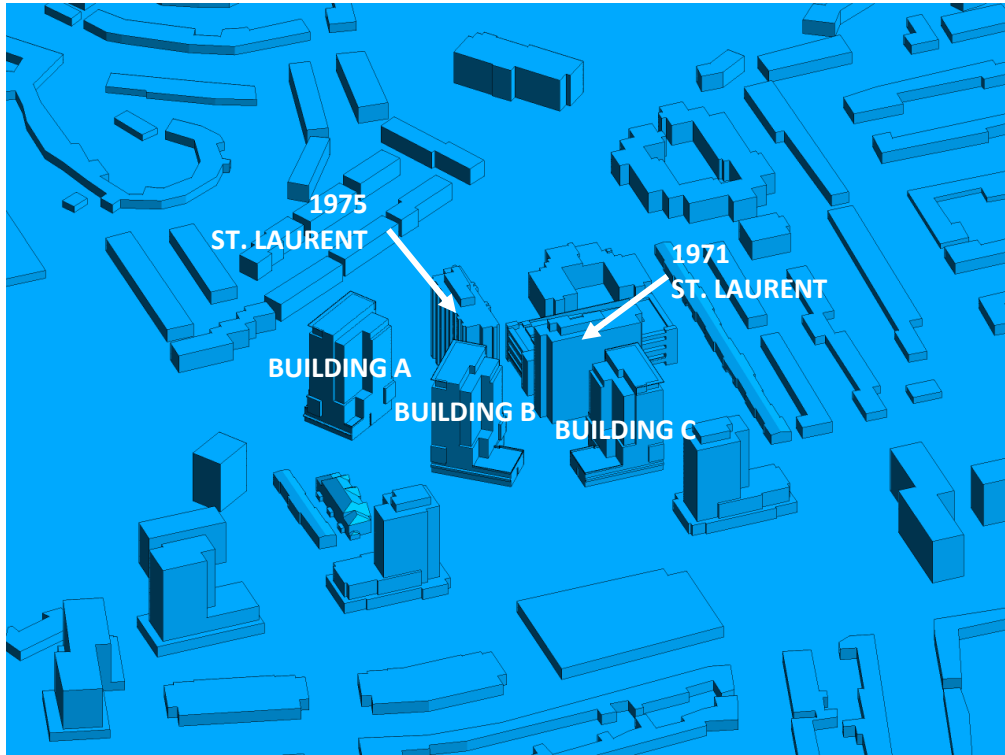 1975
ST. LAURENT
1971
ST. LAURENT
BUILDING A
BUILDING B
BUILDING C